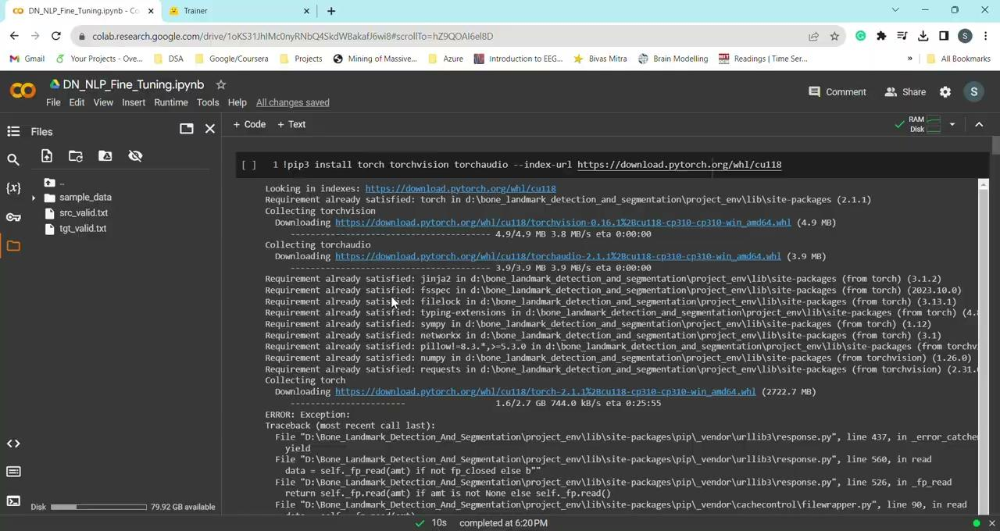 DN_NLP_Fine_Tuning.ipynb - Co
Trainer
colab.research.google.com/drive/1oKS31JhIMc0nyRNbQ4SkdWBakafJ6wi8#scrollTo=hZ9QOAI6el8D
S
Gmail
Your Projects - Ove...
DSA
Google/Coursera
Projects
Mining of Massive...
Azure
Introduction to EEG...
Bivas Mitra
Brain Modelling
Readings | Time Ser...
»
All Bookmarks
DN_NLP_Fine_Tuning.ipynb
File Edit View Insert Runtime Tools Help All changes saved
Comment
Share
S
Files
+ Code + Text
RAM
Disk
..
sample_data
src_valid.txt
tgt_valid.txt
[ ] 1 !pip3 install torch torchvision torchaudio --index-url https://download.pytorch.org/whl/cu118
Looking in indexes: https://download.pytorch.org/whl/cu118
Requirement already satisfied: torch in d:\bone_landmark_detection_and_segmentation\project_env\lib\site-packages (2.1.1)
Collecting torchvision
Downloading https://download.pytorch.org/whl/cu118/torchvision-0.16.1%2Bcu118-cp310-cp310-win_amd64.whl (4.9 MB)
---------------------------------------- 4.9/4.9 MB 3.8 MB/s eta 0:00:00
Collecting torchaudio
Downloading https://download.pytorch.org/whl/cu118/torchaudio-2.1.1%2Bcu118-cp310-cp310-win_amd64.whl (3.9 MB)
---------------------------------------- 3.9/3.9 MB 3.9 MB/s eta 0:00:00
Requirement already satisfied: jinja2 in d:\bone_landmark_detection_and_segmentation\project_env\lib\site-packages (from torch) (3.1.2)
Requirement already satisfied: fsspec in d:\bone_landmark_detection_and_segmentation\project_env\lib\site-packages (from torch) (2023.10.0)
Requirement already satisfied: filelock in d:\bone_landmark_detection_and_segmentation\project_env\lib\site-packages (from torch) (3.13.1)
Requirement already satisfied: typing-extensions in d:\bone_landmark_detection_and_segmentation\project_env\lib\site-packages (from torch) (4.8
Requirement already satisfied: sympy in d:\bone_landmark_detection_and_segmentation\project_env\lib\site-packages (from torch) (1.12)
Requirement already satisfied: networkx in d:\bone_landmark_detection_and_segmentation\project_env\lib\site-packages (from torch) (3.1)
Requirement already satisfied: pillow!=8.3.*,>=5.3.0 in d:\bone_landmark_detection_and_segmentation\project_env\lib\site-packages (from torchv
Requirement already satisfied: numpy in d:\bone_landmark_detection_and_segmentation\project_env\lib\site-packages (from torchvision) (1.26.0)
Requirement already satisfied: requests in d:\bone_landmark_detection_and_segmentation\project_env\lib\site-packages (from torchvision) (2.31.
Collecting torch
Downloading https://download.pytorch.org/whl/cu118/torch-2.1.1%2Bcu118-cp310-cp310-win_amd64.whl (2722.7 MB)
----------------------- 1.6/2.7 GB 744.0 kB/s eta 0:25:55
ERROR: Exception:
Traceback (most recent call last):
File "D:\Bone_Landmark_Detection_And_Segmentation\project_env\lib\site-packages\pip\_vendor\urllib3\response.py", line 437, in _error_catcher
yield
File "D:\Bone_Landmark_Detection_And_Segmentation\project_env\lib\site-packages\pip\_vendor\urllib3\response.py", line 560, in read
data = self._fp_read(amt) if not fp_closed else b""
File "D:\Bone_Landmark_Detection_And_Segmentation\project_env\lib\site-packages\pip\_vendor\urllib3\response.py", line 526, in _fp_read
return self._fp.read(amt) if amt is not None else self._fp.read()
File "D:\Bone_Landmark_Detection_And_Segmentation\project_env\lib\site-packages\pip\_vendor\cachecontrol\filewrapper.py", line 90, in read
Disk
79.92 GB available
10s completed at 6:20 PM